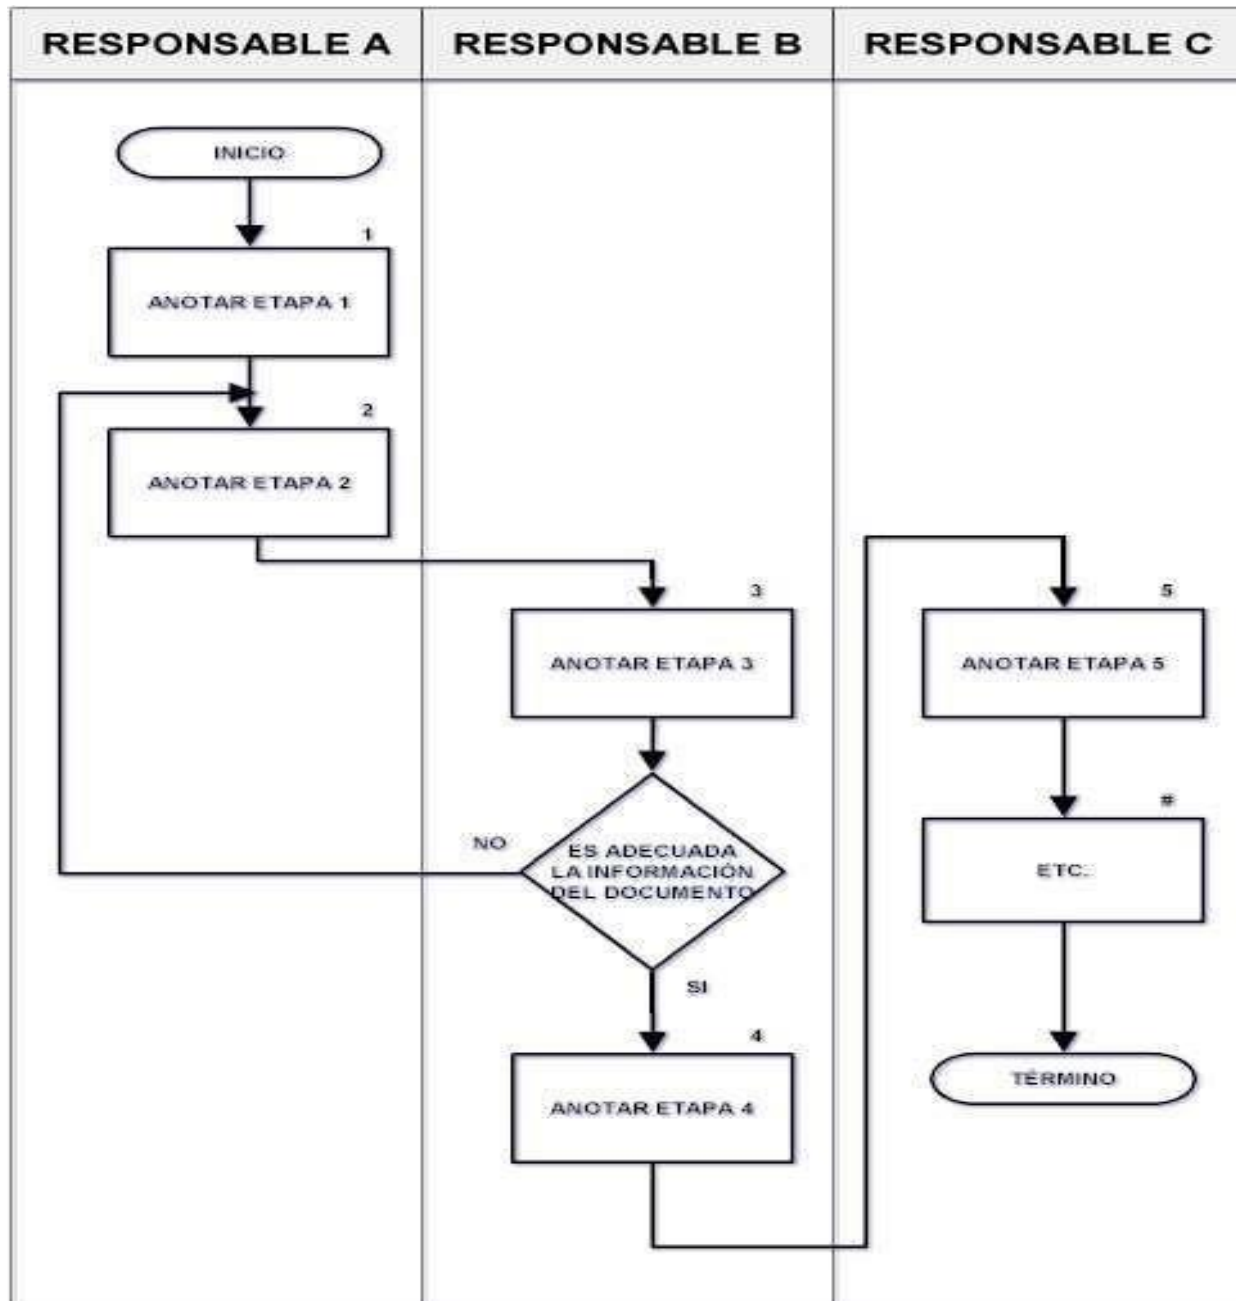 RESPONSABLE A
RESPONSABLE B
RESPONSABLE C
INICIO
1
ANOTAR ETAPA 1
2
ANOTAR ETAPA 2
3
ANOTAR ETAPA 3
NO
ES ADECUADA
LA INFORMACIÓN
DEL DOCUMENTO
SI
4
ANOTAR ETAPA 4
5
ANOTAR ETAPA 5
#
ETC.
TÉRMINO